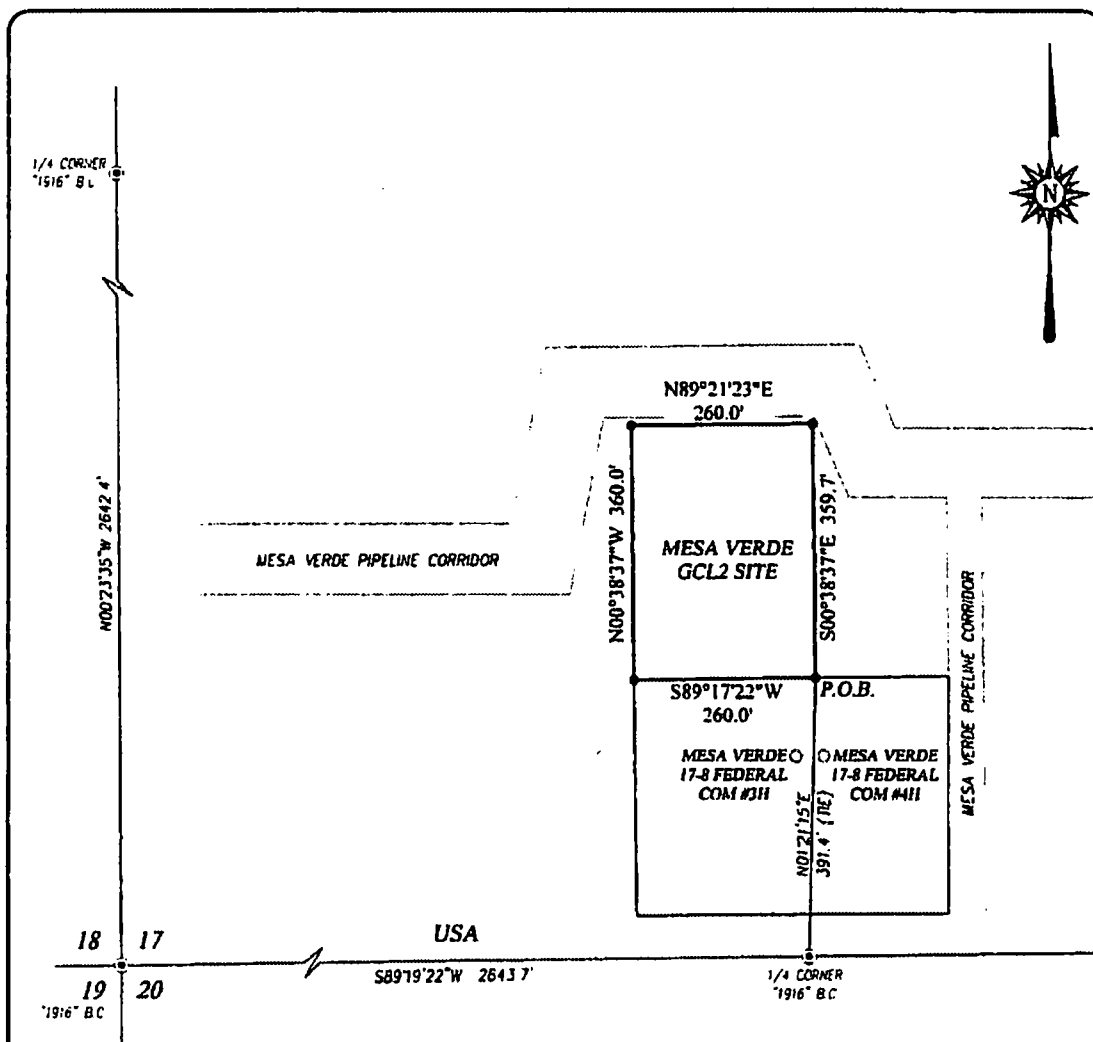 1/4 CORNER
"1916" B.C
N
N89°21'23"E
260.0'
N00°23'35"W 2642 4'
N00°38'37"W 360.0'
MESA VERDE
GCL2 SITE
S00°38'37"E 359.7'
MESA VERDE PIPELINE CORRIDOR
S89°17'22"W
260.0'
P.O.B.
MESA VERDE
17-8 FEDERAL
COM #3H
MESA VERDE
17-8 FEDERAL
COM #4H
MESA VERDE PIPELINE CORRIDOR
N01°21'15"E
391.4' (TIE)
18 17
USA
S89°19'22"W 2643 7'
19 20
"1916" B.C
1/4 CORNER
"1916" B.C